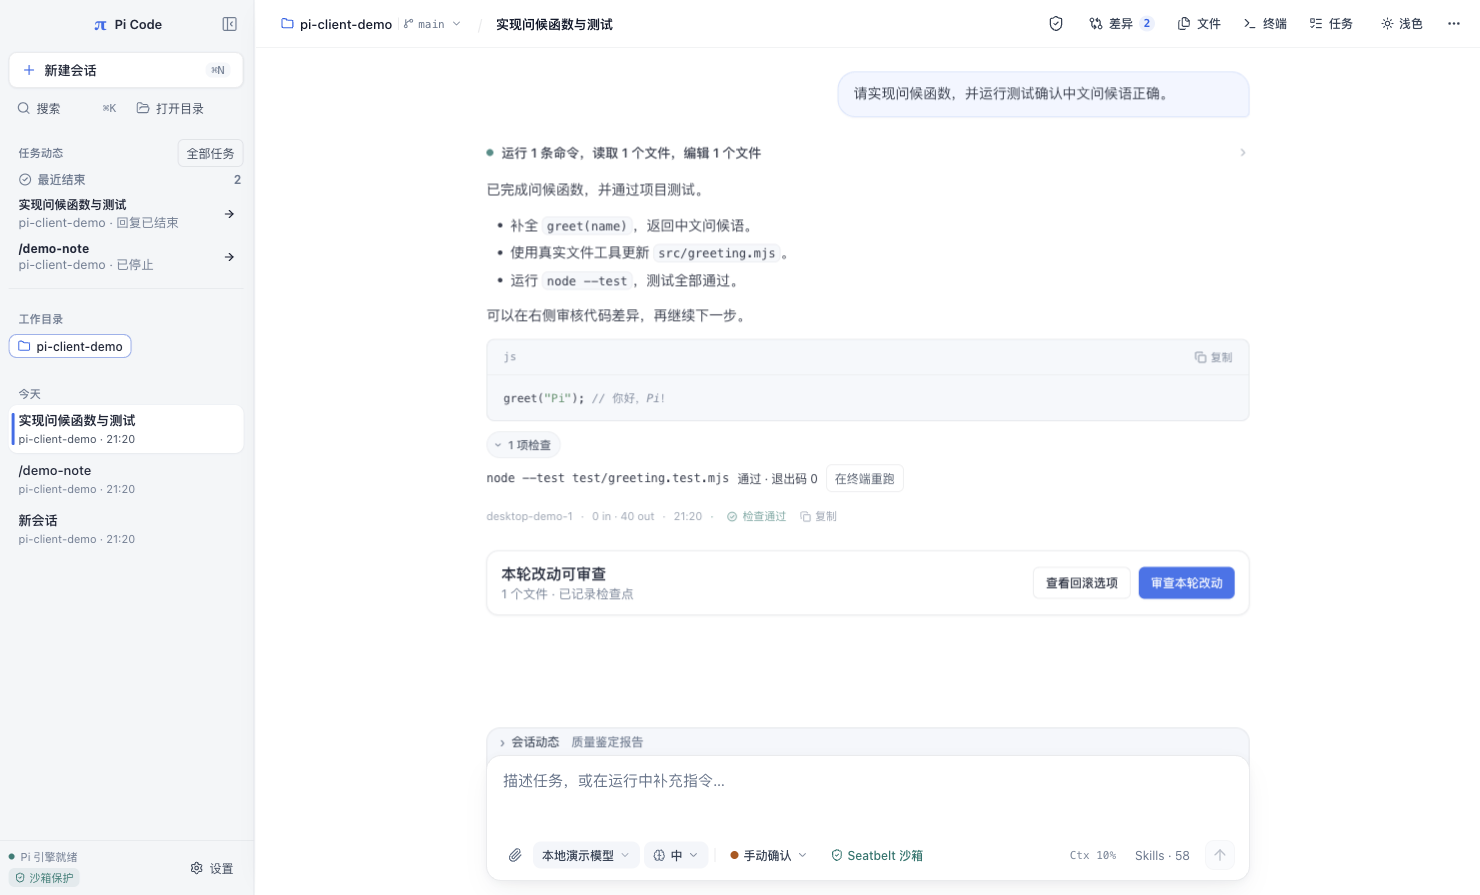 π Pi Code
新建会话 ⌘N
搜索 ⌘K 打开目录
任务动态 全部任务
最近结束 2
实现问候函数与测试
pi-client-demo · 回复已结束
/demo-note
pi-client-demo · 已停止
工作目录
pi-client-demo
今天
实现问候函数与测试
pi-client-demo · 21:20
/demo-note
pi-client-demo · 21:20
新会话
pi-client-demo · 21:20
Pi 引擎就绪
沙箱保护
设置
pi-client-demo main / 实现问候函数与测试
差异 2 文件 终端 任务 浅色
请实现问候函数，并运行测试确认中文问候语正确。
运行 1 条命令，读取 1 个文件，编辑 1 个文件
已完成问候函数，并通过项目测试。
• 补全 greet(name)，返回中文问候语。
• 使用真实文件工具更新 src/greeting.mjs。
• 运行 node --test，测试全部通过。
可以在右侧审核代码差异，再继续下一步。
js 复制
greet("Pi"); // 你好，Pi！
1 项检查
node --test test/greeting.test.mjs 通过 · 退出码 0 在终端重跑
desktop-demo-1 · 0 in · 40 out · 21:20 · 检查通过 复制
本轮改动可审查
1 个文件 · 已记录检查点
查看回滚选项 审查本轮改动
会话动态 质量鉴定报告
描述任务，或在运行中补充指令...
本地演示模型 中 手动确认 Seatbelt 沙箱 Ctx 10% Skills · 58